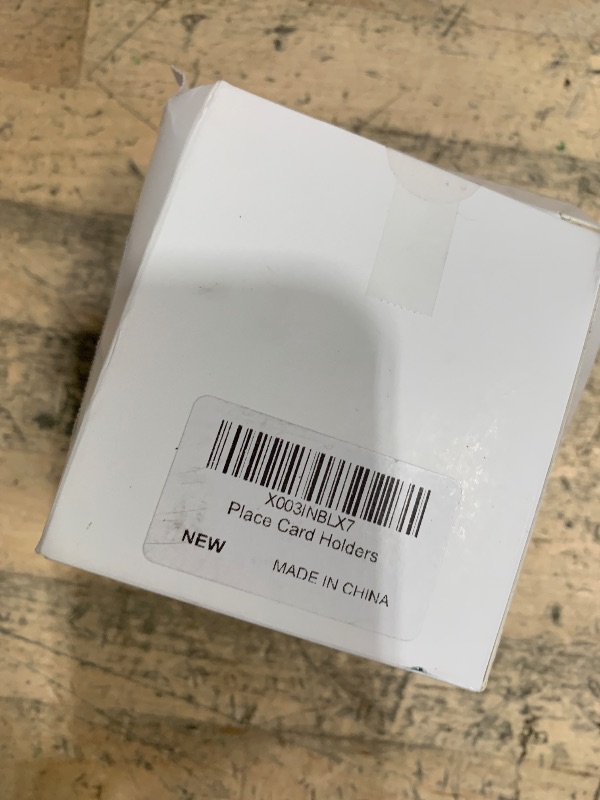 X003INBLX7
Place Card Holders
NEW
MADE IN CHINA